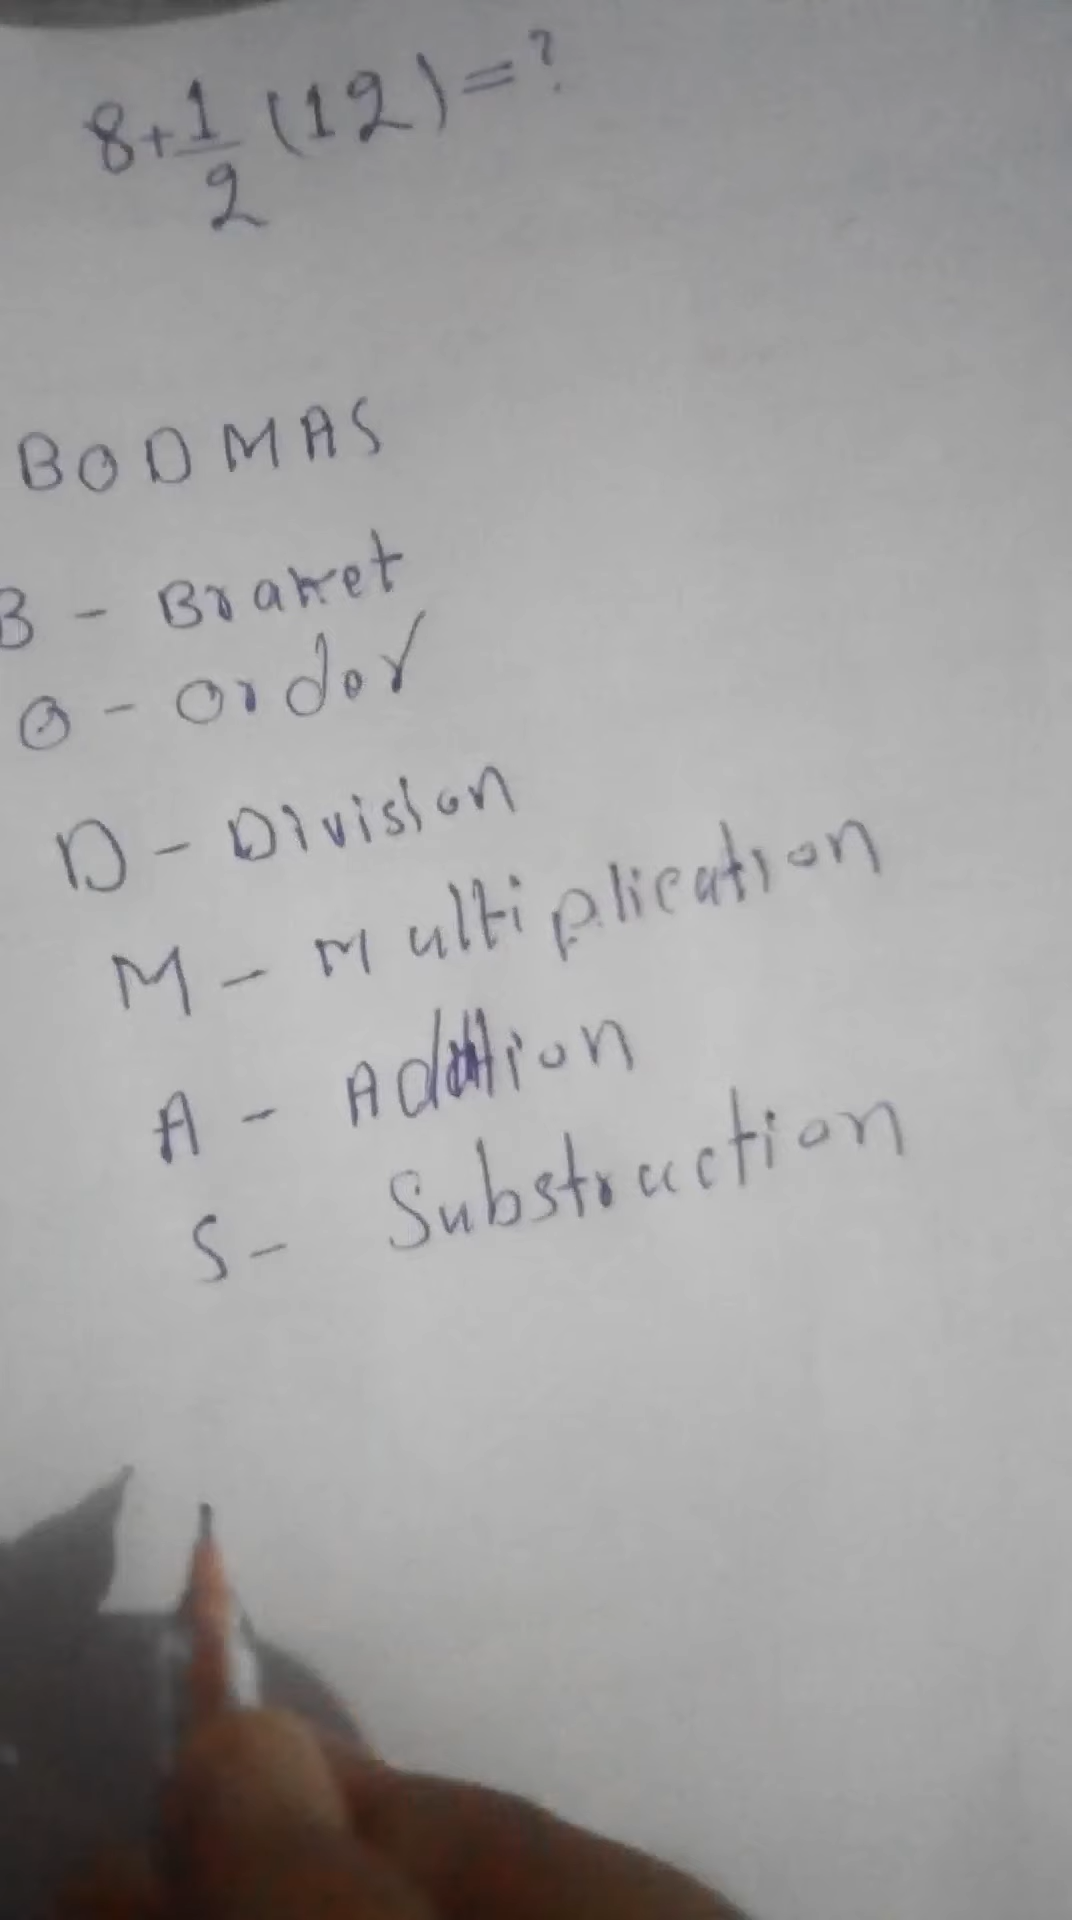 8+1/2 (12)=?
BODMAS
B - Braket
O - Order
D - Division
M - Multiplication
A - Addition
S - Substruction